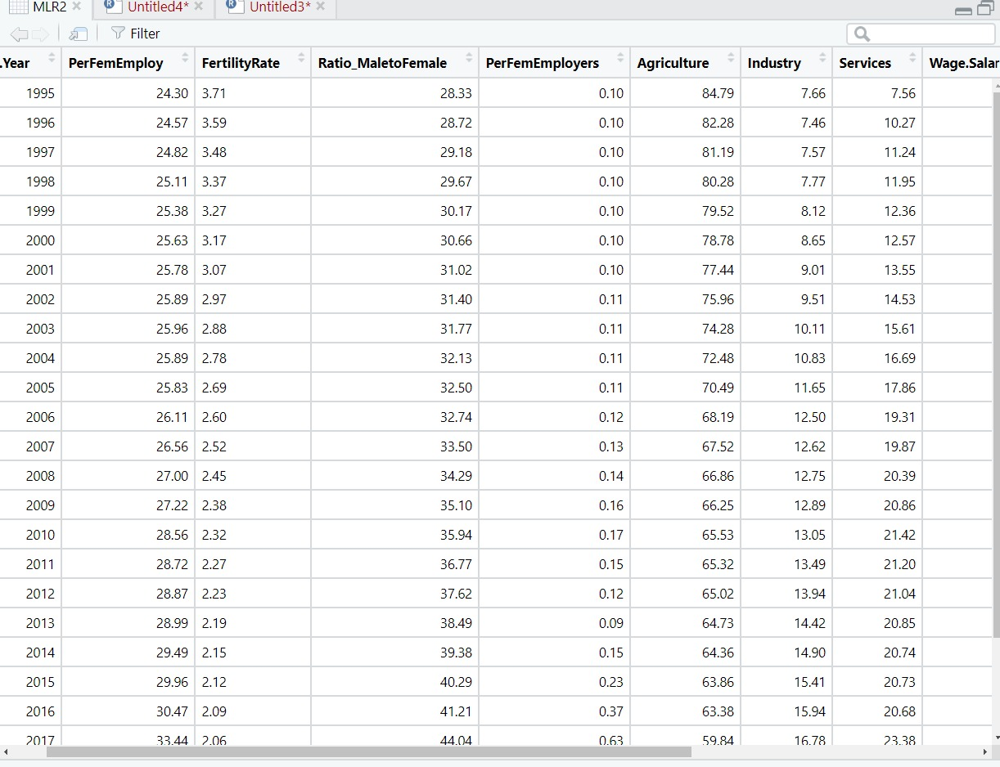 MLR2 Untitled4* Untitled3*
Filter
.Year PerFemEmploy FertilityRate Ratio_MaletoFemale PerFemEmployers Agriculture Industry Services Wage.Salar
1995 24.30 3.71 28.33 0.10 84.79 7.66 7.56
1996 24.57 3.59 28.72 0.10 82.28 7.46 10.27
1997 24.82 3.48 29.18 0.10 81.19 7.57 11.24
1998 25.11 3.37 29.67 0.10 80.28 7.77 11.95
1999 25.38 3.27 30.17 0.10 79.52 8.12 12.36
2000 25.63 3.17 30.66 0.10 78.78 8.65 12.57
2001 25.78 3.07 31.02 0.10 77.44 9.01 13.55
2002 25.89 2.97 31.40 0.11 75.96 9.51 14.53
2003 25.96 2.88 31.77 0.11 74.28 10.11 15.61
2004 25.89 2.78 32.13 0.11 72.48 10.83 16.69
2005 25.83 2.69 32.50 0.11 70.49 11.65 17.86
2006 26.11 2.60 32.74 0.12 68.19 12.50 19.31
2007 26.56 2.52 33.50 0.13 67.52 12.62 19.87
2008 27.00 2.45 34.29 0.14 66.86 12.75 20.39
2009 27.22 2.38 35.10 0.16 66.25 12.89 20.86
2010 28.56 2.32 35.94 0.17 65.53 13.05 21.42
2011 28.72 2.27 36.77 0.15 65.32 13.49 21.20
2012 28.87 2.23 37.62 0.12 65.02 13.94 21.04
2013 28.99 2.19 38.49 0.09 64.73 14.42 20.85
2014 29.49 2.15 39.38 0.15 64.36 14.90 20.74
2015 29.96 2.12 40.29 0.23 63.86 15.41 20.73
2016 30.47 2.09 41.21 0.37 63.38 15.94 20.68
2017 33.44 2.06 44.04 0.63 59.84 16.78 23.38